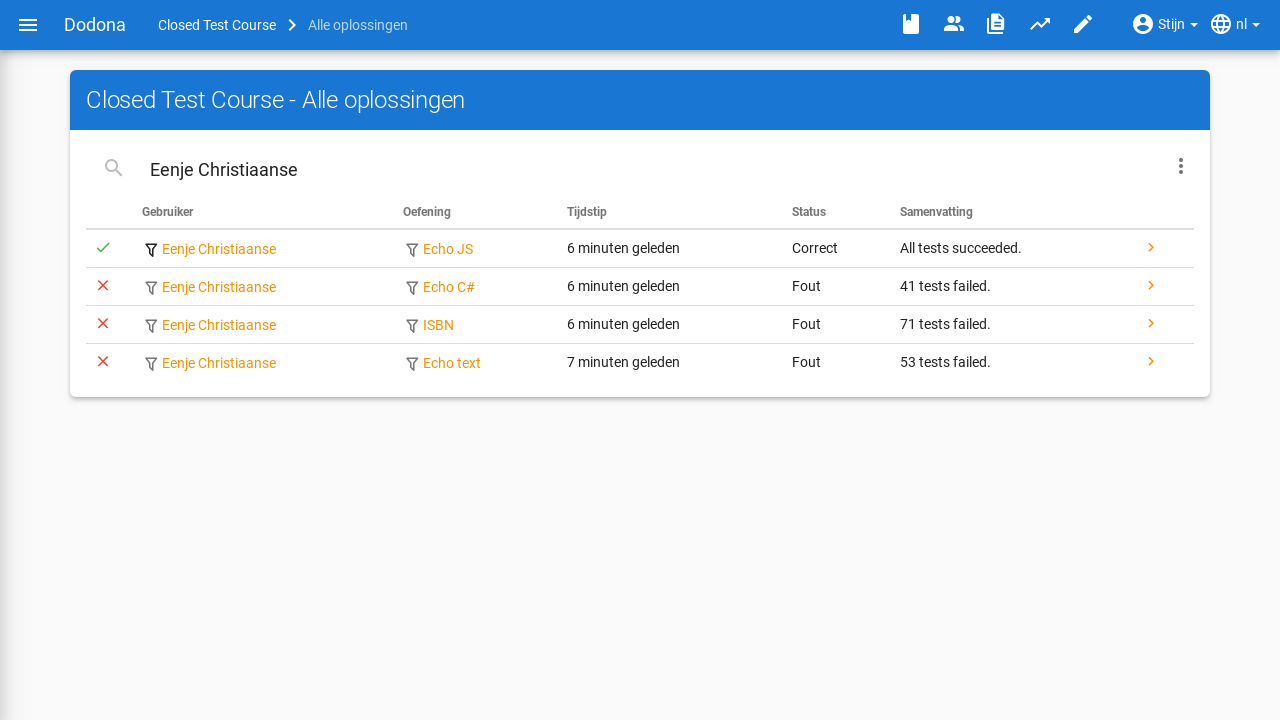 Dodona Closed Test Course Alle oplossingen Stijn nl
Closed Test Course - Alle oplossingen
Eenje Christiaanse
Gebruiker Oefening Tijdstip Status Samenvatting
Eenje Christiaanse Echo JS 6 minuten geleden Correct All tests succeeded.
Eenje Christiaanse Echo C# 6 minuten geleden Fout 41 tests failed.
Eenje Christiaanse ISBN 6 minuten geleden Fout 71 tests failed.
Eenje Christiaanse Echo text 7 minuten geleden Fout 53 tests failed.